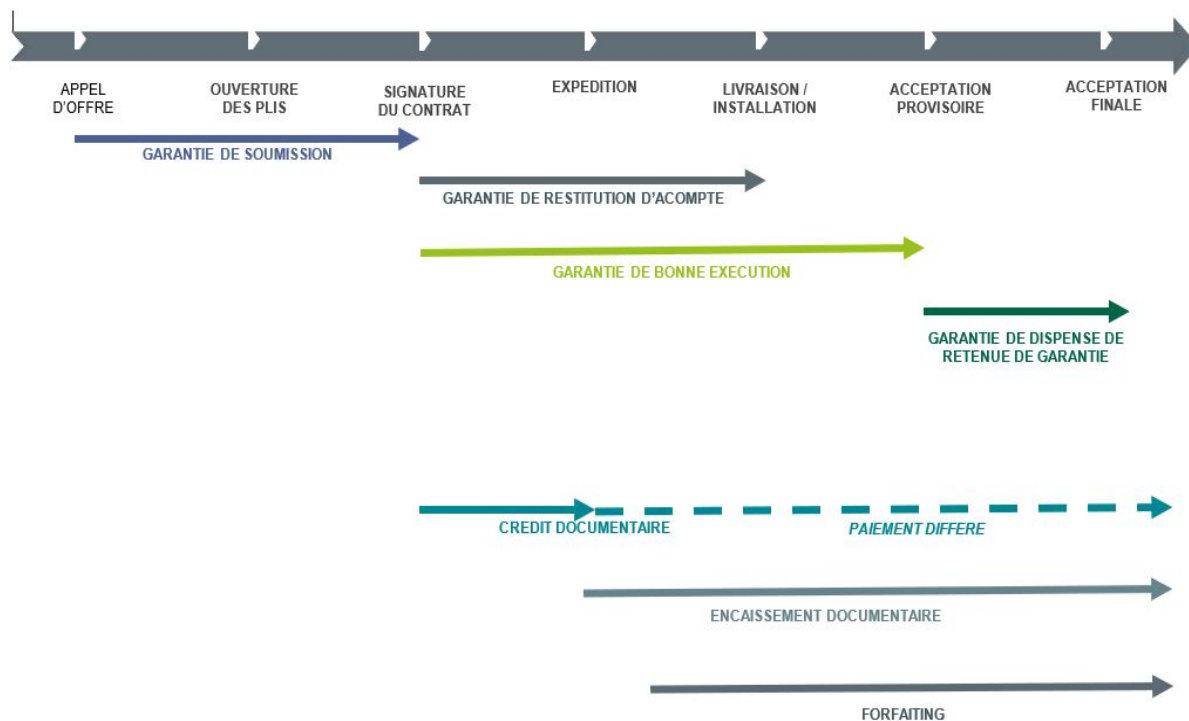 APPEL
D'OFFRE
OUVERTURE
DES PLIS
SIGNATURE
DU CONTRAT
EXPEDITION
LIVRAISON /
INSTALLATION
ACCEPTATION
PROVISOIRE
ACCEPTATION
FINALE
GARANTIE DE SOUMISSION
GARANTIE DE RESTITUTION D'ACOMPTE
GARANTIE DE BONNE EXECUTION
GARANTIE DE DISPENSE DE
RETENUE DE GARANTIE
CREDIT DOCUMENTAIRE
PAIEMENT DIFFERE
ENCAISSEMENT DOCUMENTAIRE
FORFAITING